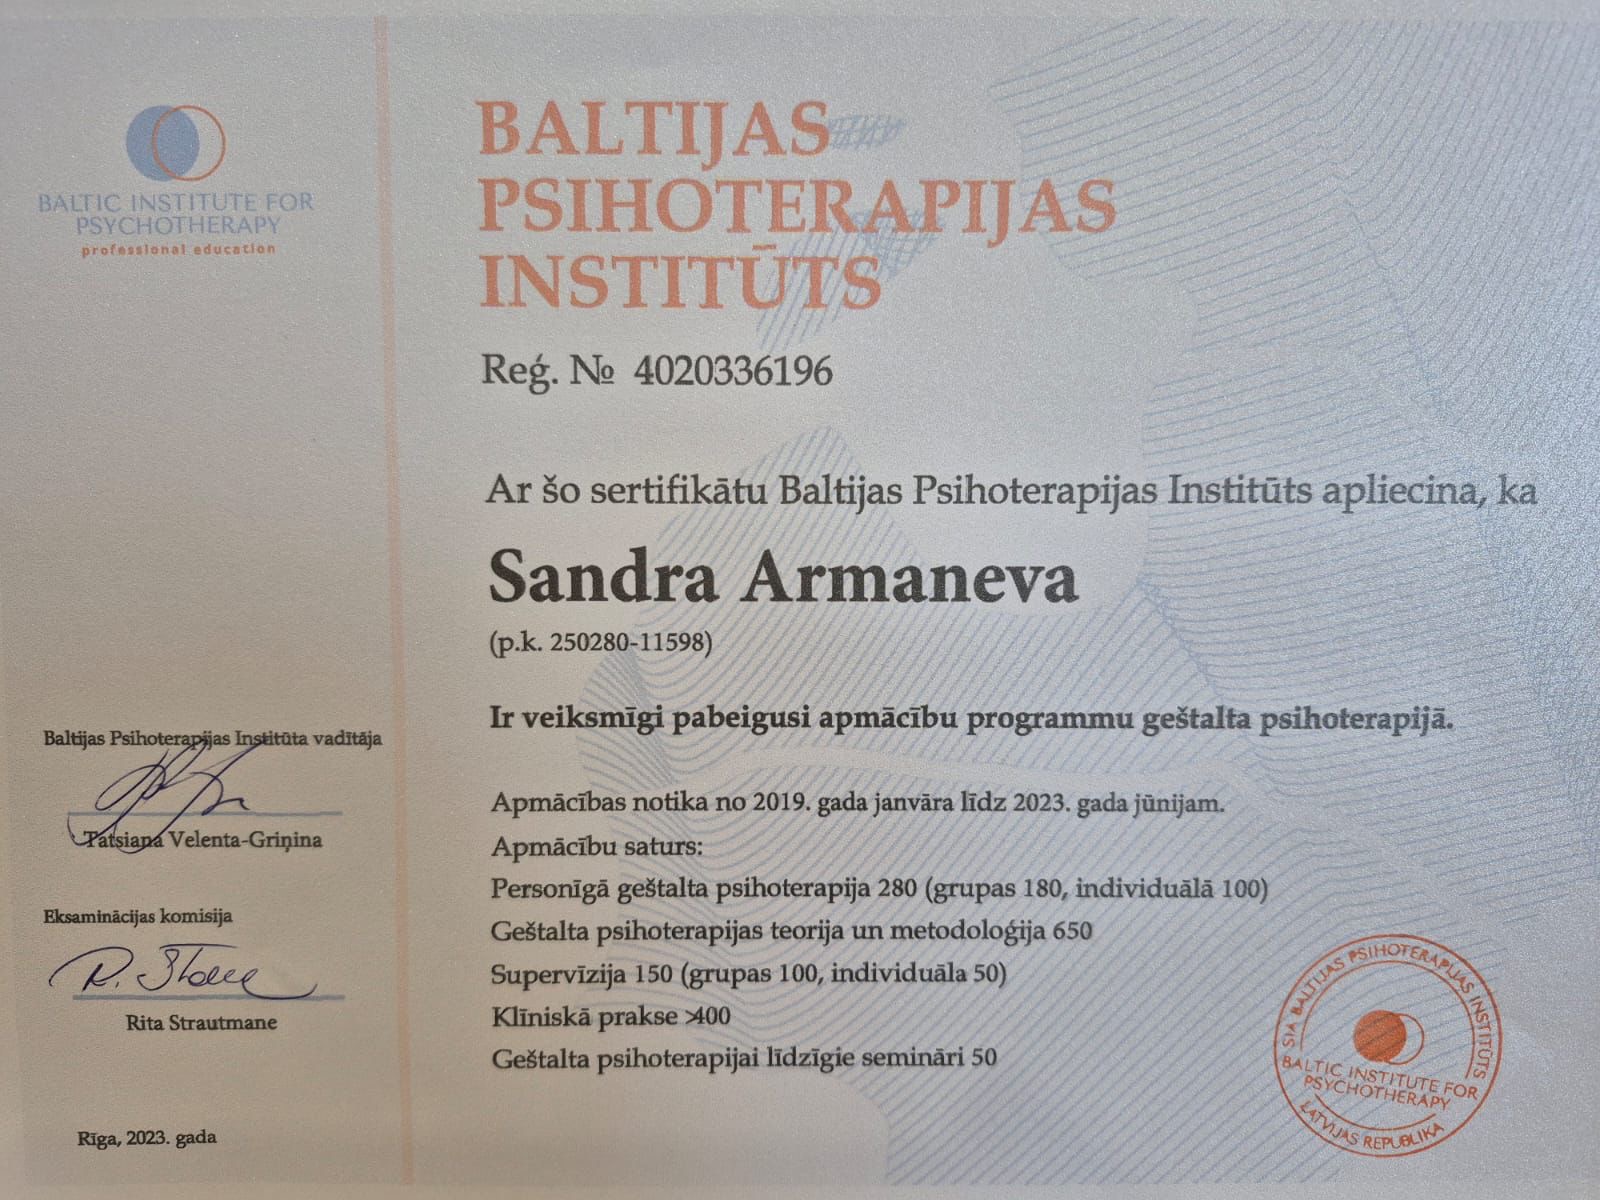 BALTIC INSTITUTE FOR
PSYCHOTHERAPY
professional education
BALTIJAS
PSIHOTERAPIJAS
INSTITŪTS
Reģ. № 4020336196
Ar šo sertifikātu Baltijas Psihoterapijas Institūts apliecina, ka
Sandra Armaneva
(p.k. 250280-11598)
Ir veiksmīgi pabeigusi apmācību programmu geštalta psihoterapijā.
Apmācības notika no 2019. gada janvāra līdz 2023. gada jūnijam.
Apmācību saturs:
Personīgā geštalta psihoterapija 280 (grupas 180, individuālā 100)
Geštalta psihoterapijas teorija un metodoloģija 650
Supervīzija 150 (grupas 100, individuāla 50)
Klīniskā prakse >400
Geštalta psihoterapijai līdzīgie semināri 50
Baltijas Psihoterapijas Institūta vadītāja
Tatsiana Velenta-Griņina
Eksaminācijas komisija
Rita Strautmane
Rīga, 2023. gada
SIA BALTIJAS PSIHOTERAPIJAS INSTITŪTS
BALTIC INSTITUTE FOR
PSYCHOTHERAPY
LATVIJAS REPUBLIKA